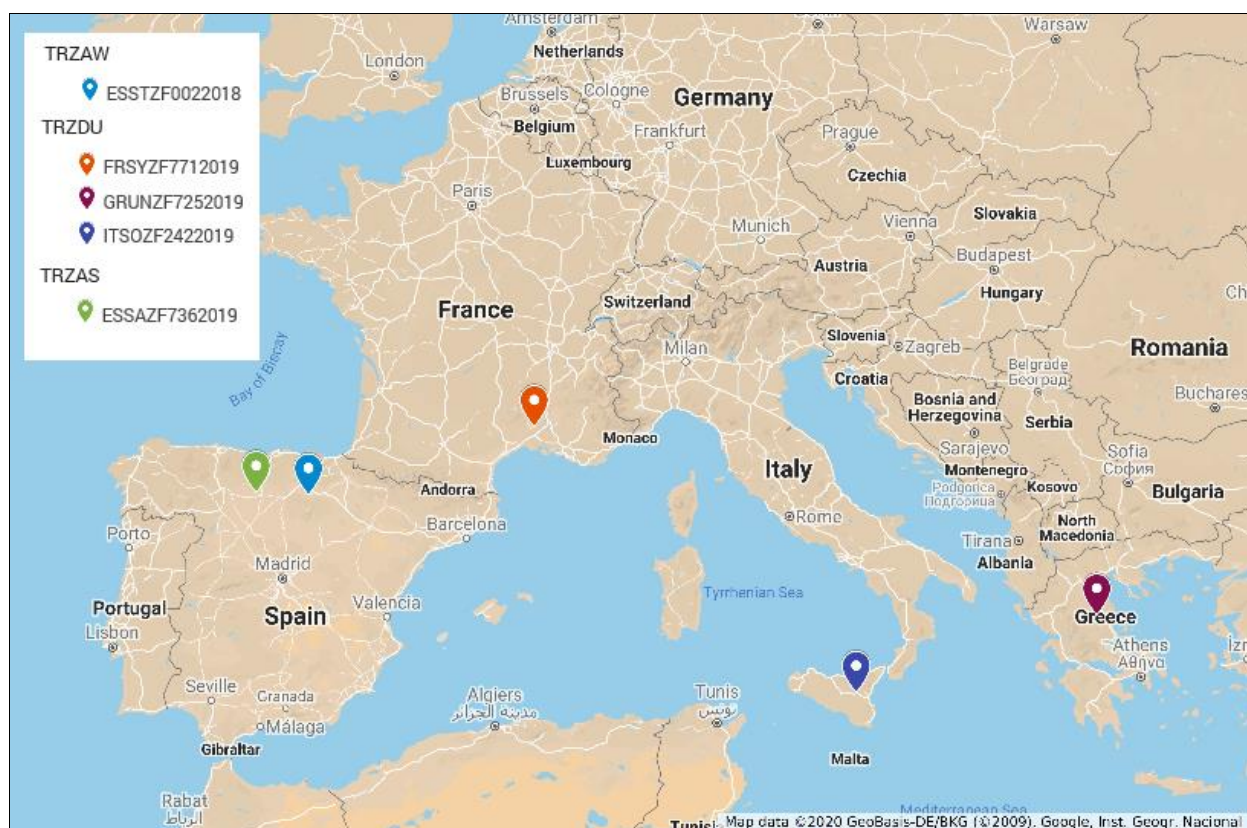 TRZAW
ESSTZF0022018
TRZDU
FRSYZF7712019
GRUNZF7252019
ITSOZF2422019
TRZAS
ESSAZF7362019
Amsterdam
Netherlands
Warsaw
London
Brussels
Cologne
Germany
Belgium
Frankfurt
Prague
Luxembourg
Czechia
Paris
Slovakia
Munich
Vienna
Budapest
Austria
Hungary
Switzerland
France
Slovenia
Zagreb
Milan
Romania
Croatia
Belgrade
Београд
Bay of Biscay
Bosnia and
Herzegovina
Serbia
Monaco
Sarajevo
Sofia
София
Italy
Montenegro
Kosovo
Podgorica
Подгорица
Bulgaria
Andorra
Barcelona
Rome
North
Macedonia
Porto
Tirana
Albania
Madrid
Tyrrhenian Sea
Portugal
Spain
Valencia
Greece
Lisbon
Athens
Αθήνα
Seville
Granada
Málaga
Algiers
مدينة الجزائر
Tunis
تونس
Gibraltar
Malta
Rabat
الرباط
Mediterranean Sea
Map data ©2020 GeoBasis-DE/BKG (©2009), Google, Inst. Geogr. Nacional